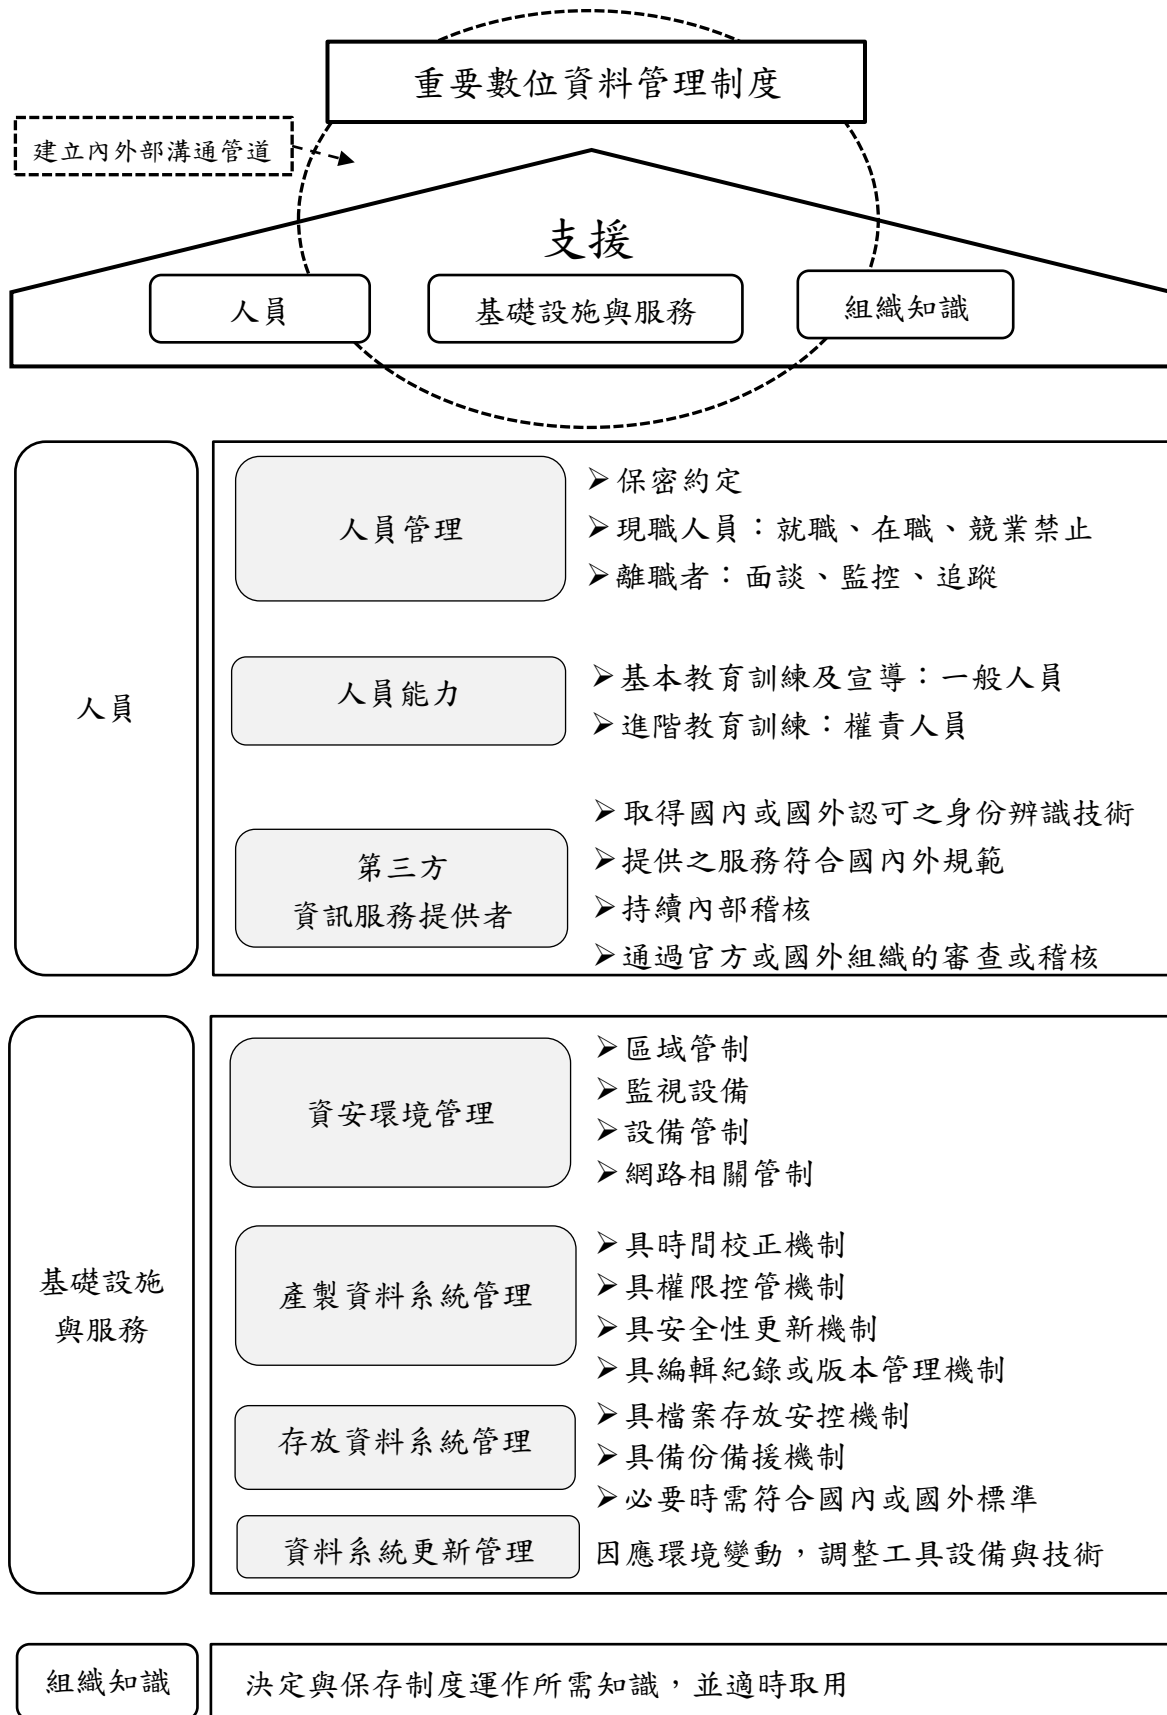 重要數位資料管理制度
建立內外部溝通管道
支援
人員
基礎設施與服務
組織知識
人員
人員管理
➢保密約定
➢現職人員：就職、在職、競業禁止
➢離職者：面談、監控、追蹤
人員能力
➢基本教育訓練及宣導：一般人員
➢進階教育訓練：權責人員
第三方
資訊服務提供者
➢取得國內或國外認可之身份辨識技術
➢提供之服務符合國內外規範
➢持續內部稽核
➢通過官方或國外組織的審查或稽核
基礎設施
與服務
資安環境管理
➢區域管制
➢監視設備
➢設備管制
➢網路相關管制
產製資料系統管理
➢具時間校正機制
➢具權限控管機制
➢具安全性更新機制
➢具編輯紀錄或版本管理機制
存放資料系統管理
➢具檔案存放安控機制
➢具備份備援機制
➢必要時需符合國內或國外標準
資料系統更新管理
因應環境變動，調整工具設備與技術
組織知識
決定與保存制度運作所需知識，並適時取用